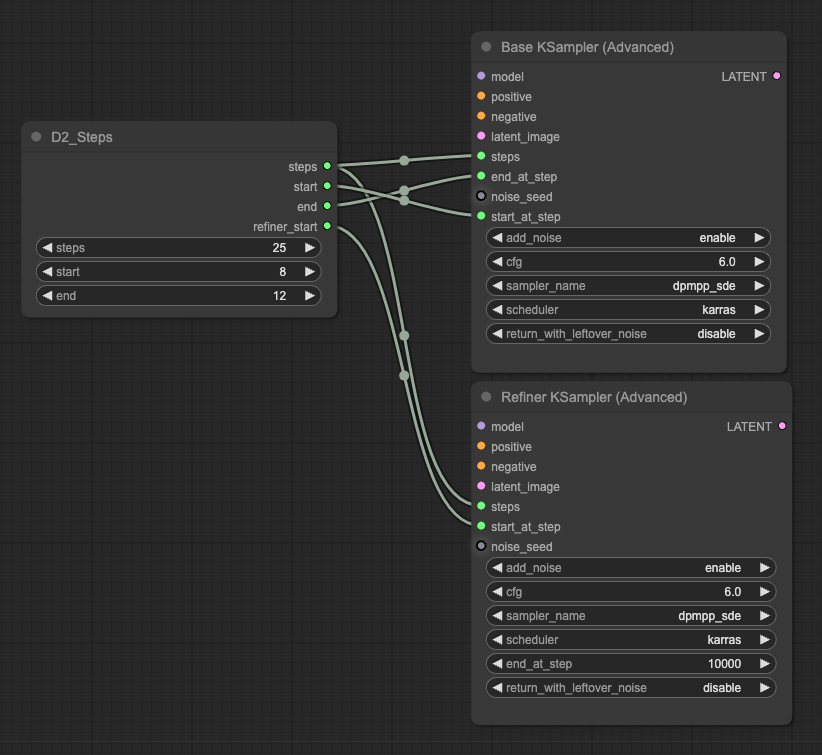 D2_Steps
steps
start
end
refiner_start
steps 25
start 8
end 12
Base KSampler (Advanced)
model LATENT
positive
negative
latent_image
steps
end_at_step
noise_seed
start_at_step
add_noise enable
cfg 6.0
sampler_name dpmpp_sde
scheduler karras
return_with_leftover_noise disable
Refiner KSampler (Advanced)
model LATENT
positive
negative
latent_image
steps
start_at_step
noise_seed
add_noise enable
cfg 6.0
sampler_name dpmpp_sde
scheduler karras
end_at_step 10000
return_with_leftover_noise disable